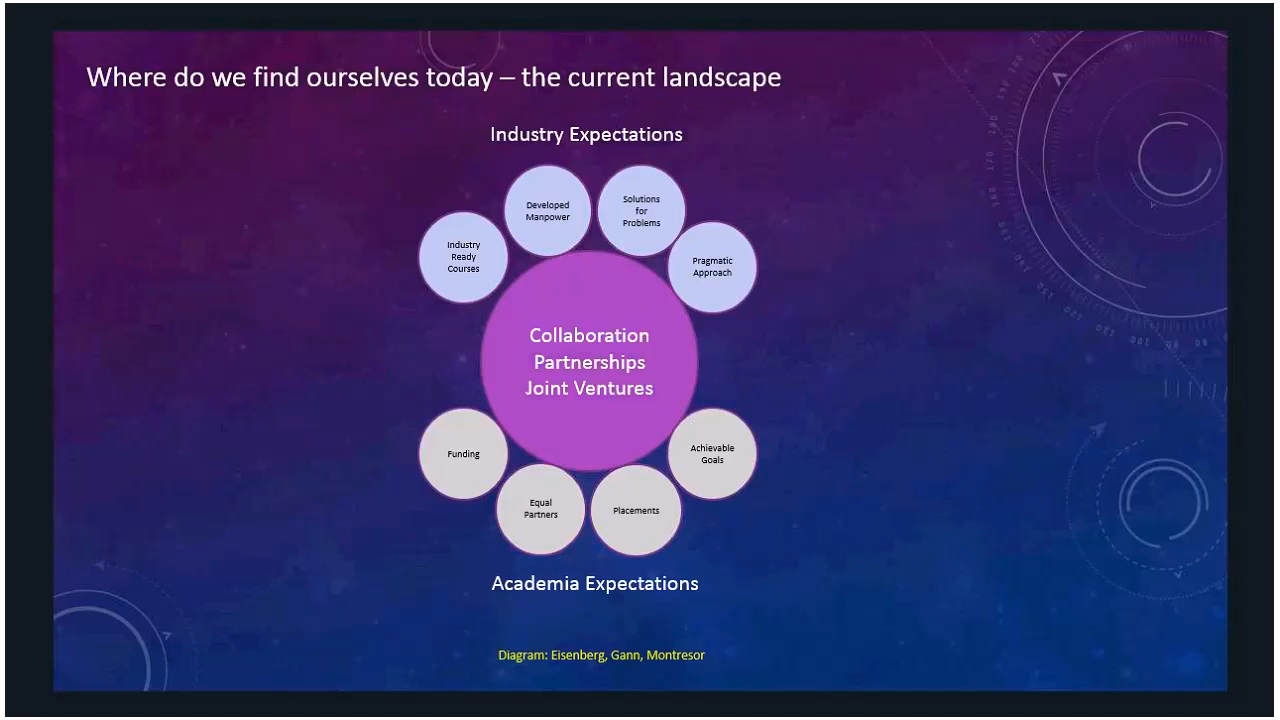 Where do we find ourselves today – the current landscape
Industry Expectations
Developed
Manpower
Solutions
for
Problems
Industry
Ready
Courses
Pragmatic
Approach
Collaboration
Partnerships
Joint Ventures
Funding
Achievable
Goals
Equal
Partners
Placements
Academia Expectations
Diagram: Eisenberg, Gann, Montresor